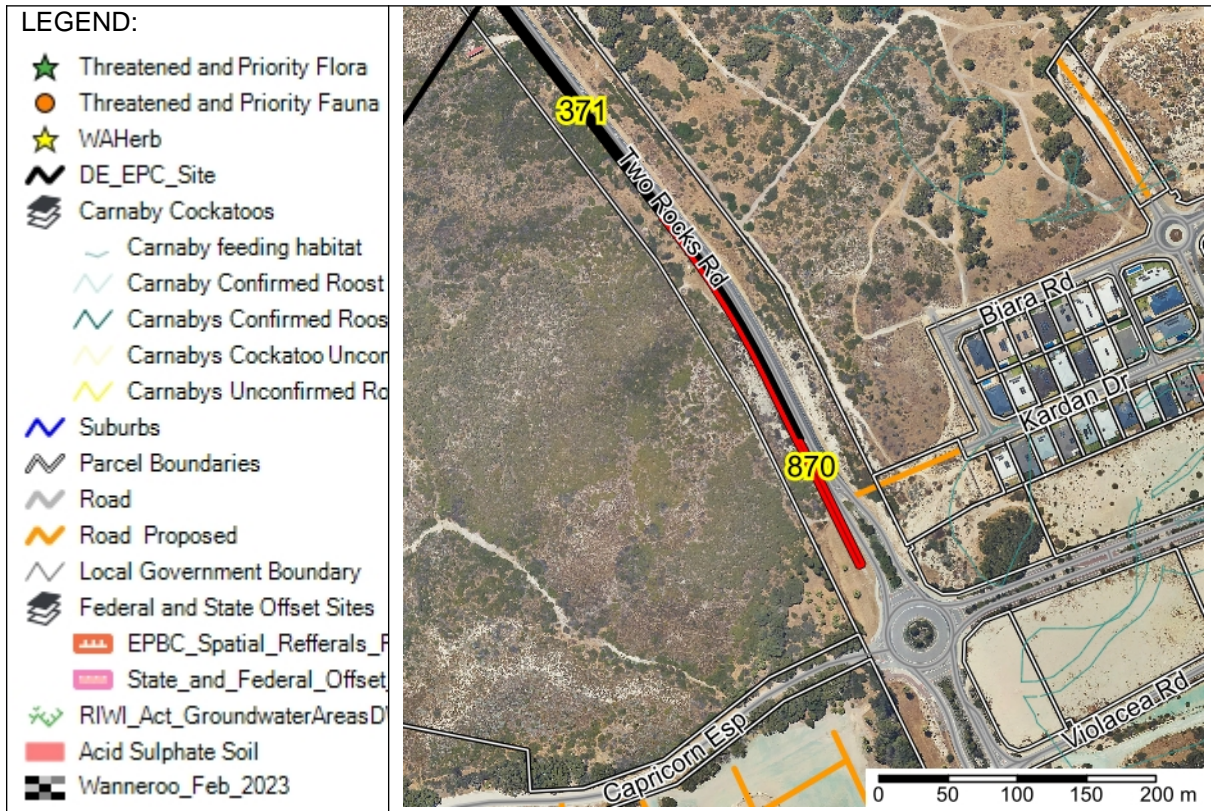 LEGEND:
Threatened and Priority Flora
Threatened and Priority Fauna
WAHerb
DE_EPC_Site
Carnaby Cockatoos
Carnaby feeding habitat
Carnaby Confirmed Roost
Carnabys Confirmed Roos
Carnabys Cockatoo Uncon
Carnabys Unconfirmed Ro
Suburbs
Parcel Boundaries
Road
Road Proposed
Local Government Boundary
Federal and State Offset Sites
EPBC_Spatial_Refferals_F
State_and_Federal_Offset_
RIWI_Act_GroundwaterAreasD
Acid Sulphate Soil
Wanneroo_Feb_2023
371
Two Rocks Rd
Biara Rd
Kardan Dr
870
Violacea Rd
Capricorn Esp
0 50 100 150 200 m